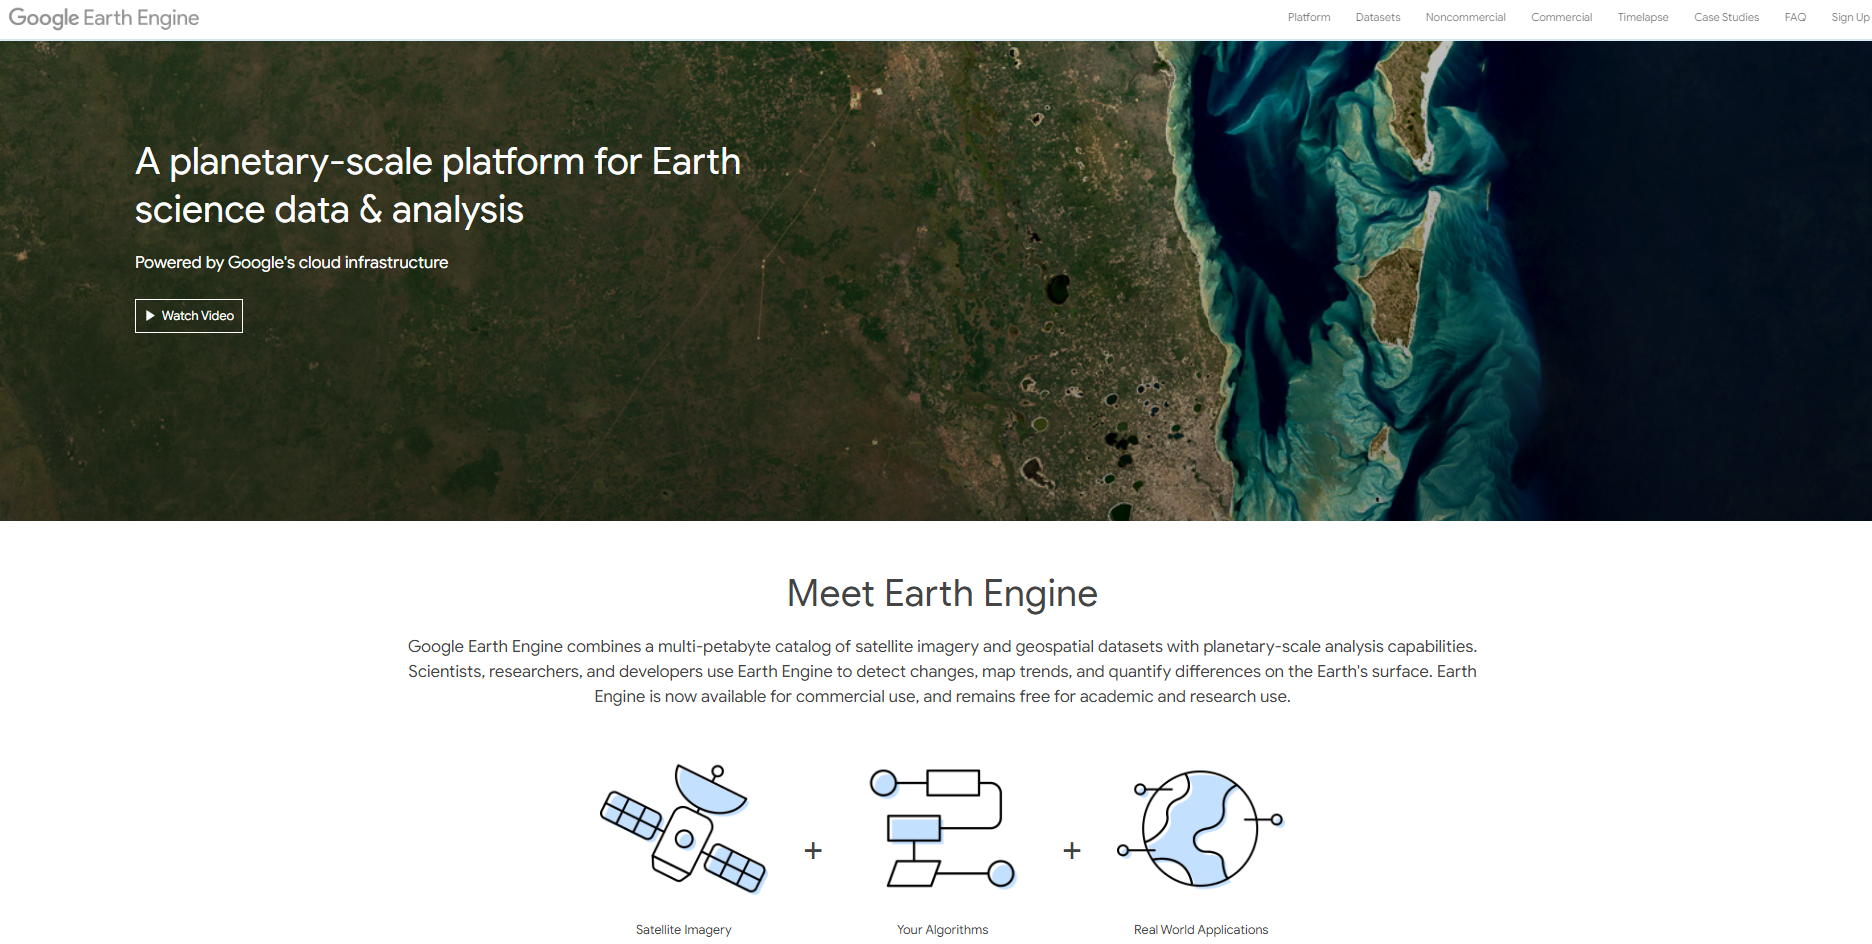 Google Earth Engine
Platform
Datasets
Noncommercial
Commercial
Timelapse
Case Studies
FAQ
Sign Up
A planetary-scale platform for Earth
science data & analysis
Powered by Google's cloud infrastructure
Watch Video
Meet Earth Engine
Google Earth Engine combines a multi-petabyte catalog of satellite imagery and geospatial datasets with planetary-scale analysis capabilities.
Scientists, researchers, and developers use Earth Engine to detect changes, map trends, and quantify differences on the Earth's surface. Earth
Engine is now available for commercial use, and remains free for academic and research use.
+
+
Satellite Imagery
Your Algorithms
Real World Applications